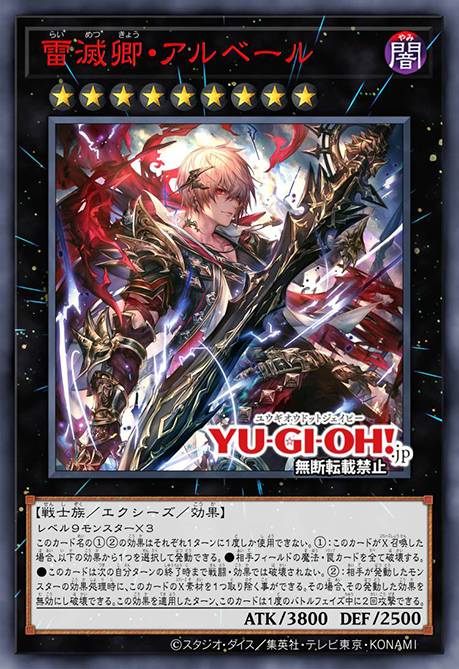 らいめつきょう
雷滅卿・アルベール
やみ
闇
ユウギオウドットジェイピー
YU-GI-OH!.jp
無断転載禁止
【戦士族/エクシーズ/効果】
レベル9モンスター×3
このカード名の①②の効果はそれぞれ1ターンに1度しか使用できない。①:このカードがX召喚した
場合、以下の効果から1つを選択して発動できる。●相手フィールドの魔法・罠カードを全て破壊する。
●このカードは次の自分ターンの終了時まで戦闘・効果では破壊されない。②:相手が発動したモン
スターの効果処理時に、このカードのX素材を1つ取り除く事ができる。その場合、その発動した効果を
無効にし破壊できる。この効果を適用したターン、このカードは1度のバトルフェイズ中に2回攻撃できる。
ATK/3800 DEF/2500
©スタジオ・ダイス/集英社・テレビ東京・KONAMI